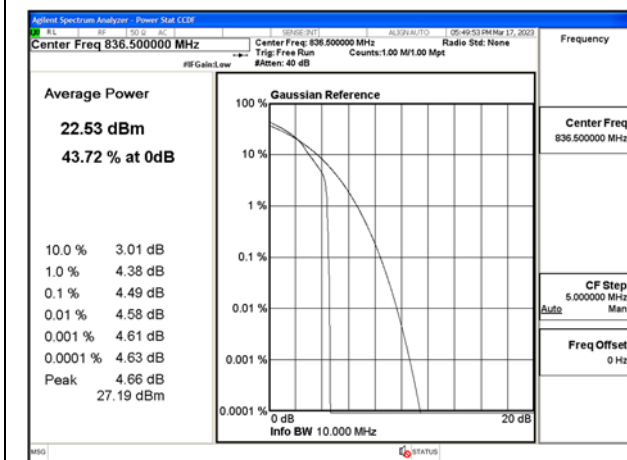 Agilent Spectrum Analyzer - Power Stat CCDF
RL RF 50 Ω AC SENSE:INT ALIGN AUTO 05:49:53 PM Mar 17, 2023
Center Freq 836.500000 MHz
Center Freq: 836.500000 MHz Radio Std: None
Trig: Free Run Counts:1.00 M/1.00 Mpt
#IFGain:Low #Atten: 40 dB
Frequency
Average Power
22.53 dBm
43.72 % at 0dB
10.0 % 3.01 dB
1.0 % 4.38 dB
0.1 % 4.49 dB
0.01 % 4.58 dB
0.001 % 4.61 dB
0.0001 % 4.63 dB
Peak 4.66 dB
27.19 dBm
Gaussian Reference
100 %
10 %
1 %
0.1 %
0.01 %
0.001 %
0.0001 %
0 dB 20 dB
Info BW 10.000 MHz
Center Freq
836.500000 MHz
CF Step
5.000000 MHz
Auto Man
Freq Offset
0 Hz
MSG STATUS